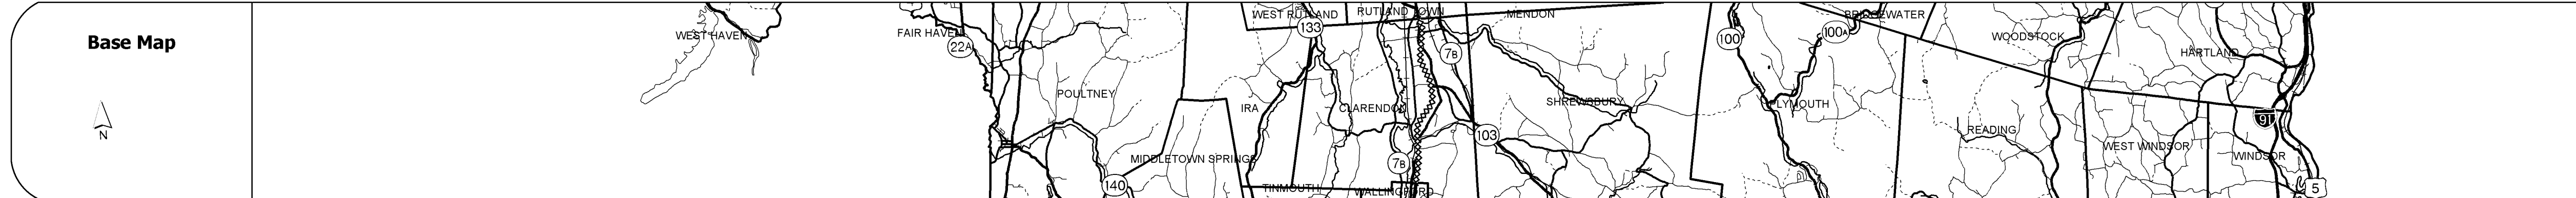 Base Map
N
WEST HAVEN
FAIR HAVEN
22A
POULTNEY
140
MIDDLETOWN SPRINGS
WEST RUTLAND
133
RUTLAND TOWN
MENDON
7B
IRA
CLARENDON
SHREWSBURY
103
7B
TINMOUTH
WALLINGFORD
100
100A
BRIDGEWATER
PLYMOUTH
WOODSTOCK
HARTLAND
READING
91
WEST WINDSOR
WINDSOR
5